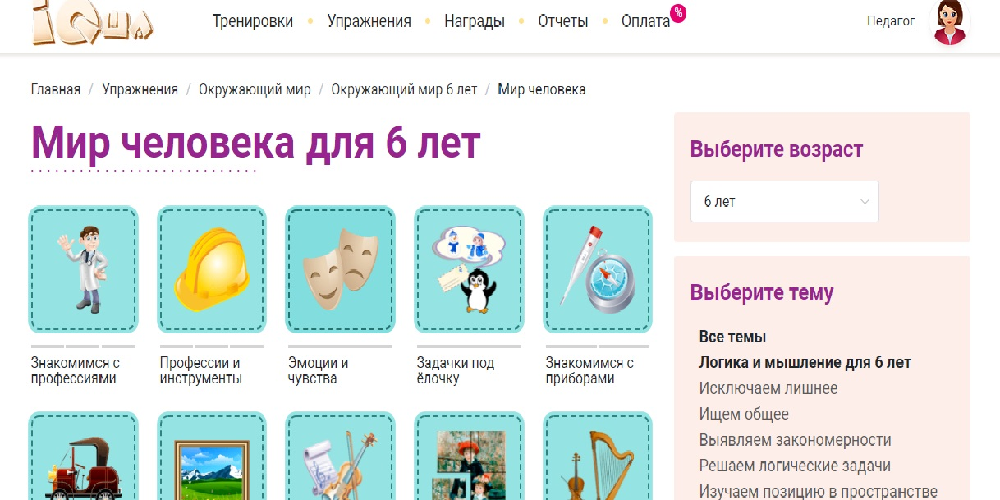 iQша
Тренировки • Упражнения • Награды • Отчеты • Оплата %
Педагог
Главная / Упражнения / Окружающий мир / Окружающий мир 6 лет / Мир человека
Мир человека для 6 лет
Знакомимся с
профессиями
Профессии и
инструменты
Эмоции и
чувства
Задачки под
ёлочку
Знакомимся с
приборами
Выберите возраст
6 лет
Выберите тему
Все темы
Логика и мышление для 6 лет
Исключаем лишнее
Ищем общее
Выявляем закономерности
Решаем логические задачи
Изучаем позицию в пространстве